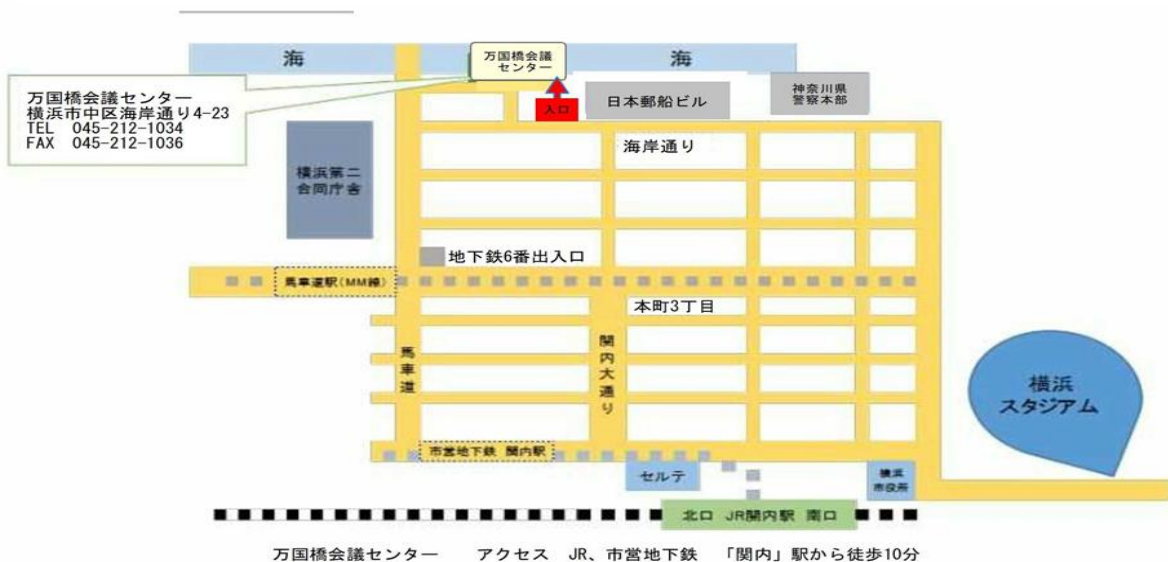 海
万国橋会議
センター
海
万国橋会議センター
横浜市中区海岸通り4-23
TEL 045-212-1034
FAX 045-212-1036
入口
日本郵船ビル
神奈川県
警察本部
海岸通り
横浜第二
合同庁舎
地下鉄6番出入口
馬車道駅(MM線)
本町3丁目
馬車道
関内大通り
横浜
スタジアム
市営地下鉄 関内駅
セルテ
横浜
市役所
北口 JR関内駅 南口
万国橋会議センター アクセス JR、市営地下鉄 「関内」駅から徒歩10分